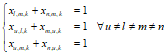 x_{l,m,k} + x_{n,m,k} = 1
x_{u,l,k} + x_{m,u,k} = 1 ∀ u ≠ l ≠ m ≠ n
x_{u,m,k} + x_{n,u,k} = 1